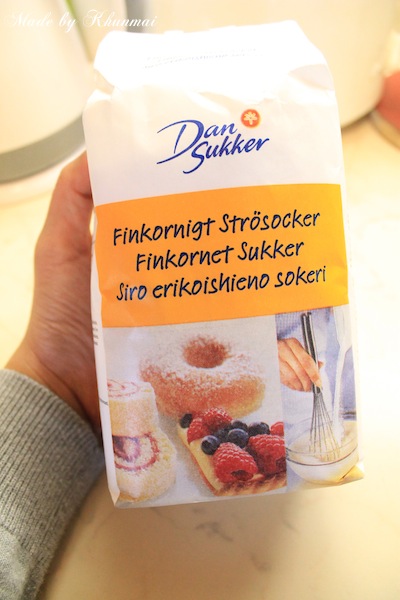 Made by Khunmai
Dan
Sukker
Finkornigt Strösocker
Finkornet Sukker
Siro erikoishieno sokeri